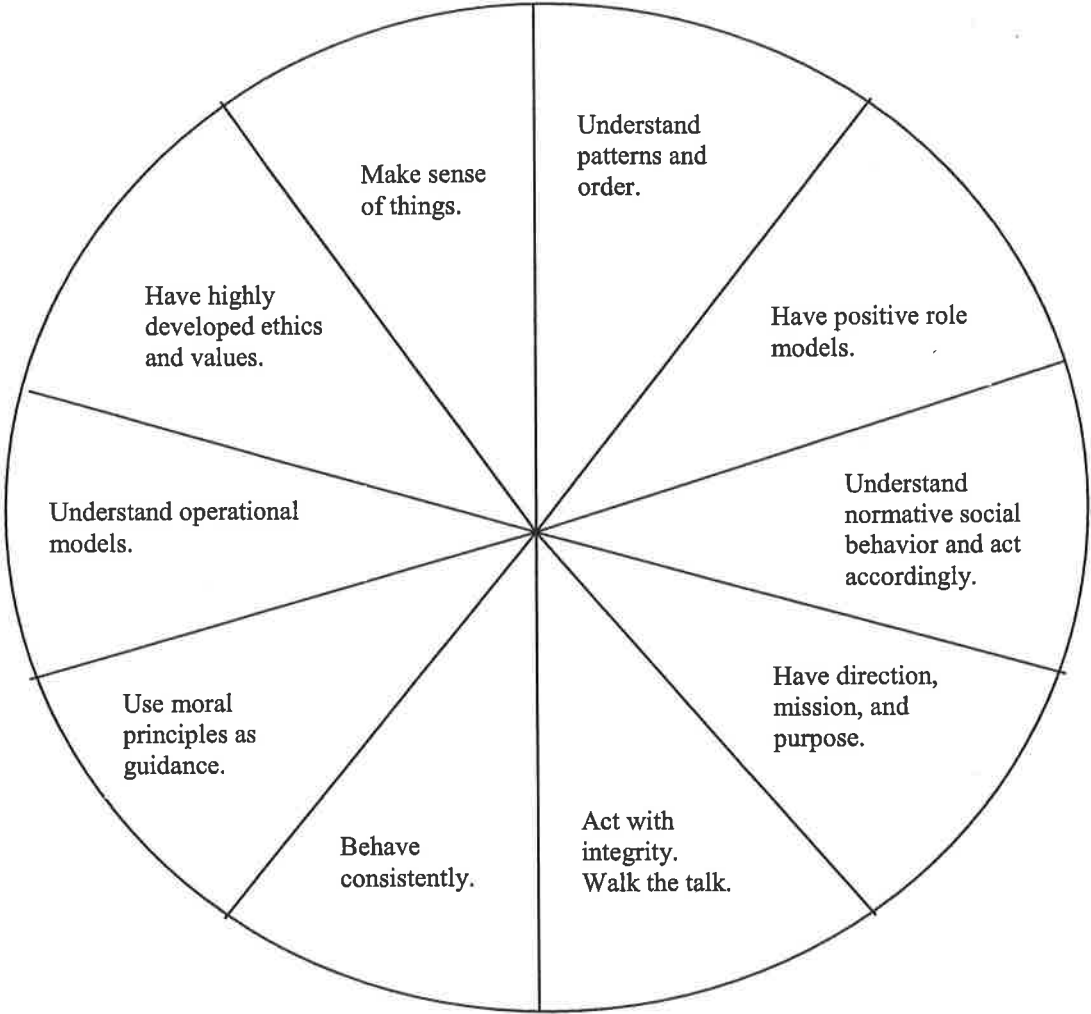 Understand
patterns and
order.
Have positive role
models.
Understand
normative social
behavior and act
accordingly.
Have direction,
mission, and
purpose.
Act with
integrity.
Walk the talk.
Behave
consistently.
Use moral
principles as
guidance.
Understand operational
models.
Have highly
developed ethics
and values.
Make sense
of things.